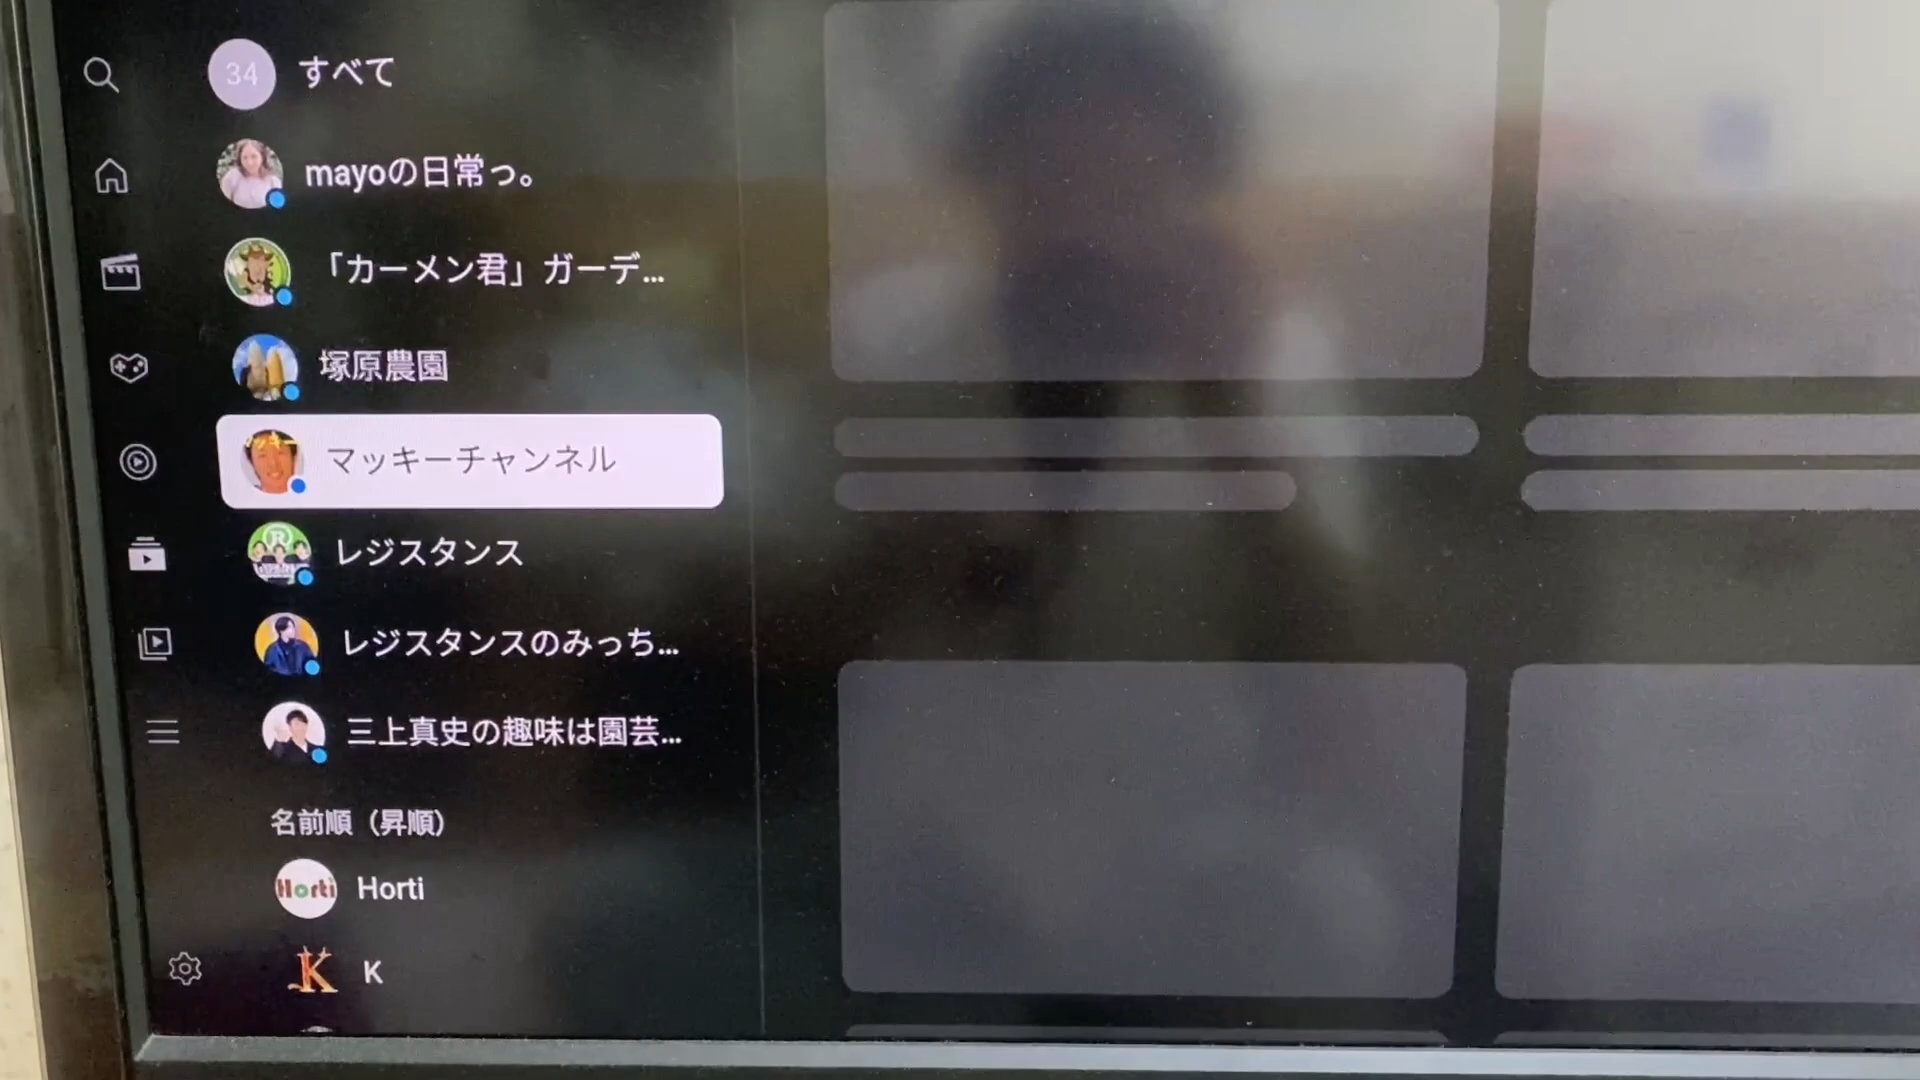 34 すべて
mayoの日常っ。
「カーメン君」ガーデ...
塚原農園
マッキーチャンネル
R レジスタンス
レジスタンスのみっち...
三上真史の趣味は園芸...
名前順（昇順）
Horti Horti
K K